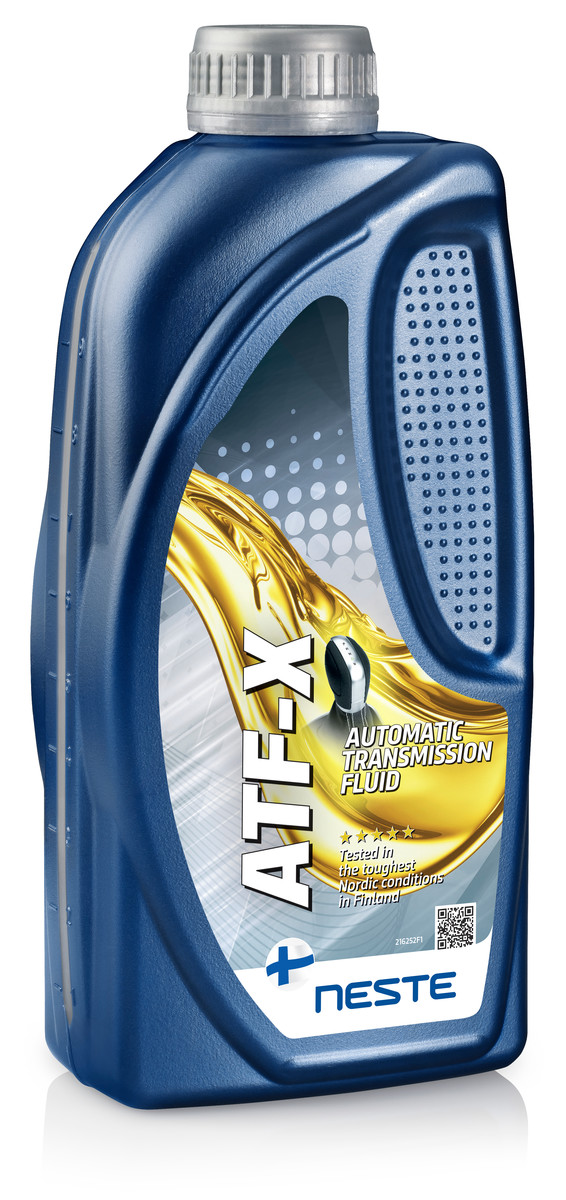 ATF-X
AUTOMATIC
TRANSMISSION
FLUID
Tested in
the toughest
Nordic conditions
in Finland
216252F1
NESTE